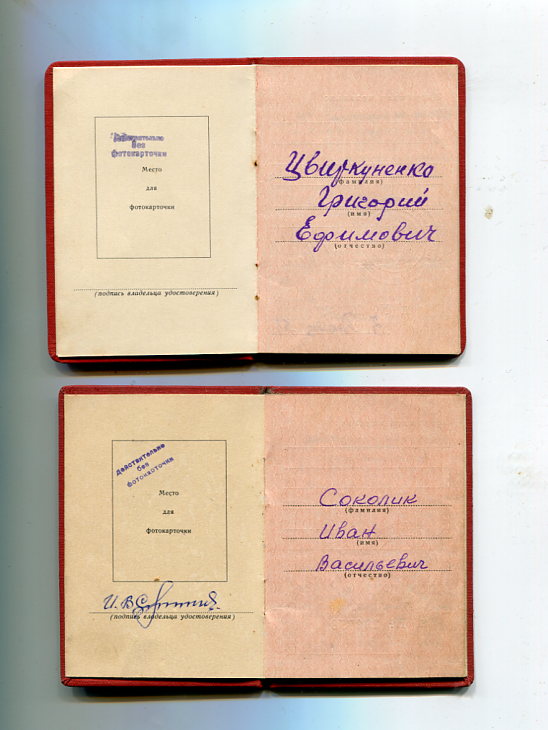 Действительно
без
фотокарточки
Место
для
фотокарточки
(подпись владельца удостоверения)
Цвиркуненко
(фамилия)
Григорий
(имя)
Ефимович
(отчество)
Действительно
без
фотокарточки
Место
для
фотокарточки
И. В.
(подпись владельца удостоверения)
Соколик
(фамилия)
Иван
(имя)
Васильевич
(отчество)